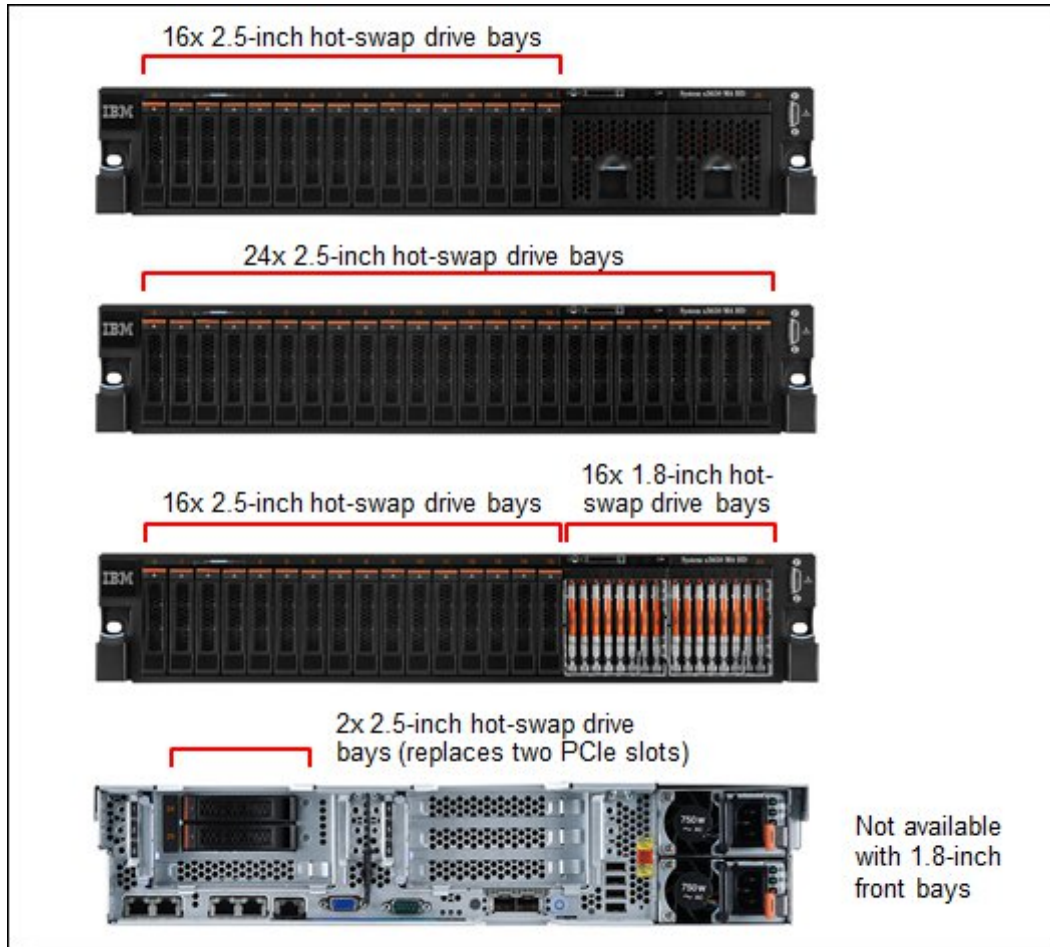 16x 2.5-inch hot-swap drive bays
IBM
24x 2.5-inch hot-swap drive bays
IBM
16x 2.5-inch hot-swap drive bays
16x 1.8-inch hot-
swap drive bays
IBM
2x 2.5-inch hot-swap drive
bays (replaces two PCIe slots)
750W
750W
Not available
with 1.8-inch
front bays